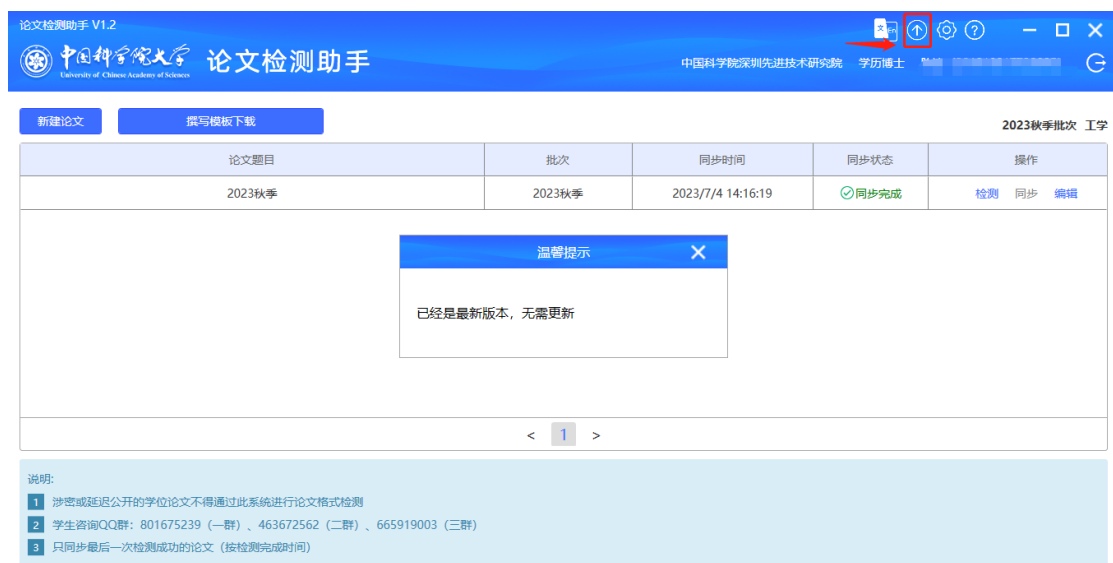 论文检测助手 V1.2
文 En
中国科学院大学 论文检测助手
University of Chinese Academy of Sciences
中国科学院深圳先进技术研究院 学历博士
新建论文 撰写模板下载
2023秋季批次 工学
论文题目 批次 同步时间 同步状态 操作
2023秋季 2023秋季 2023/7/4 14:16:19 同步完成 检测 同步 编辑
温馨提示
已经是最新版本，无需更新
< 1 >
说明:
1 涉密或延迟公开的学位论文不得通过此系统进行论文格式检测
2 学生咨询QQ群：801675239（一群）、463672562（二群）、665919003（三群）
3 只同步最后一次检测成功的论文（按检测完成时间）